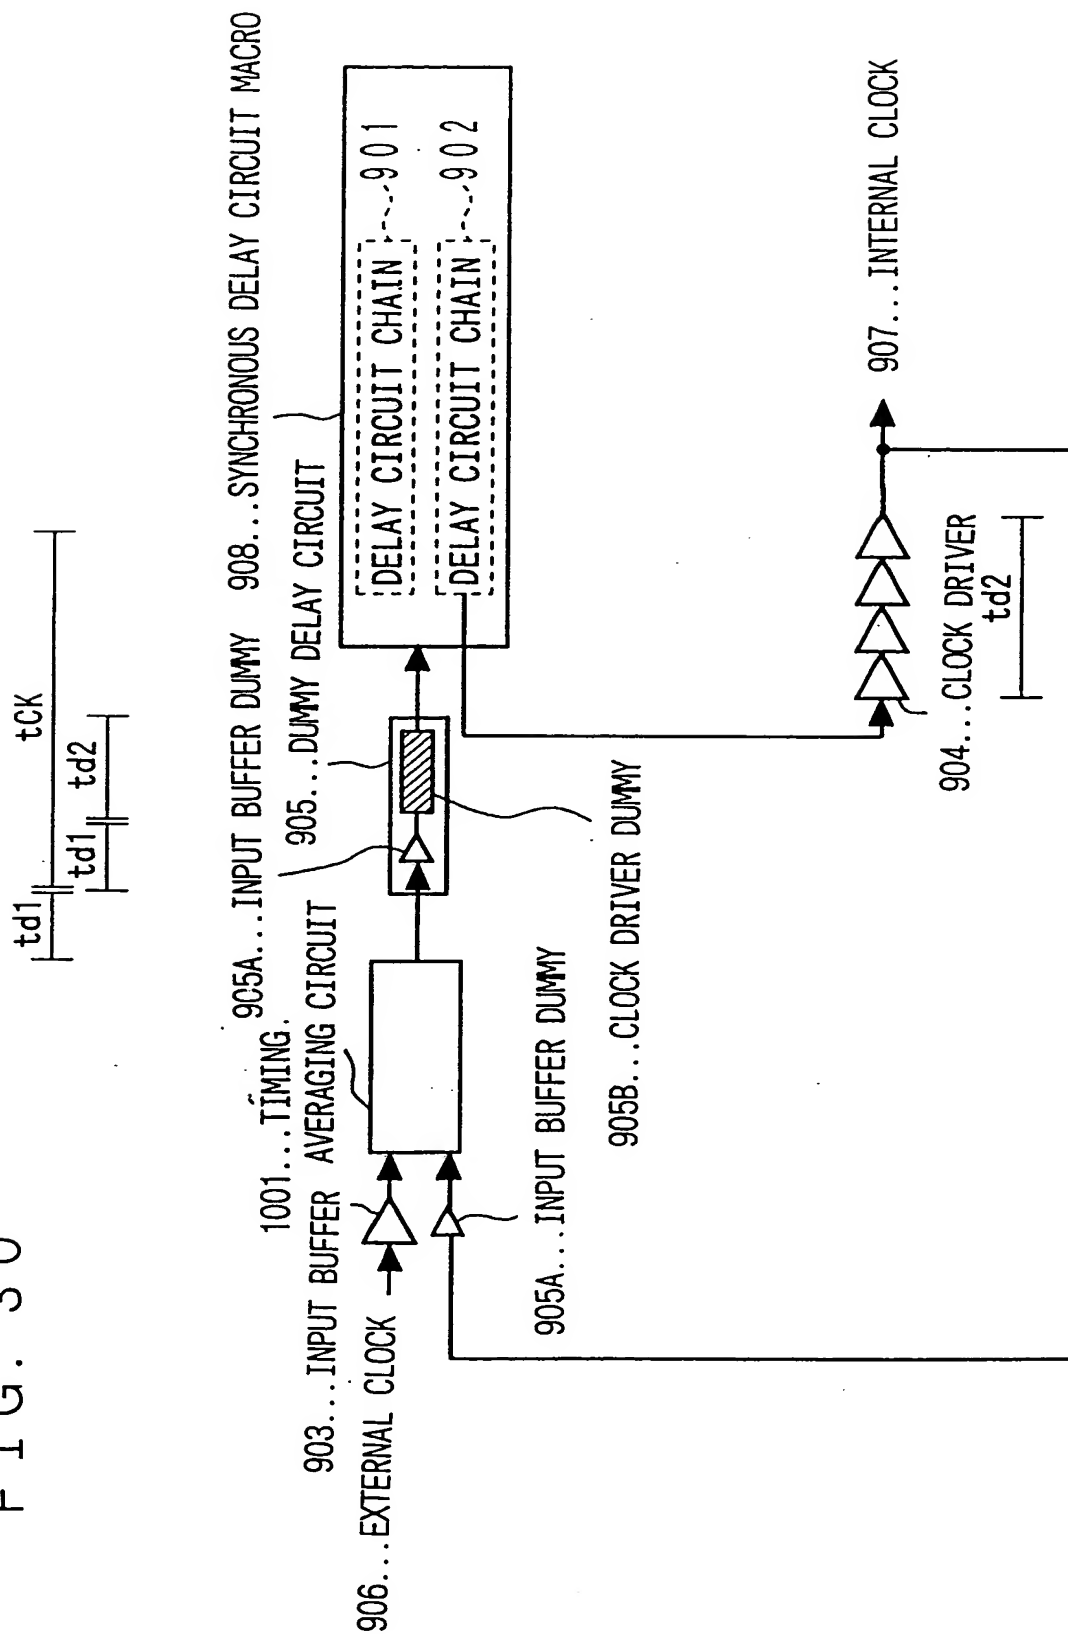 FIG. 30
td1
tCK
td1
td2
905A...INPUT BUFFER DUMMY
908...SYNCHRONOUS DELAY CIRCUIT MACRO
905...DUMMY DELAY CIRCUIT
1001...TIMING
AVERAGING CIRCUIT
903...INPUT BUFFER
906...EXTERNAL CLOCK
DELAY CIRCUIT CHAIN
901
DELAY CIRCUIT CHAIN
902
905A...INPUT BUFFER DUMMY
905B....CLOCK DRIVER DUMMY
904....CLOCK DRIVER
td2
907...INTERNAL CLOCK